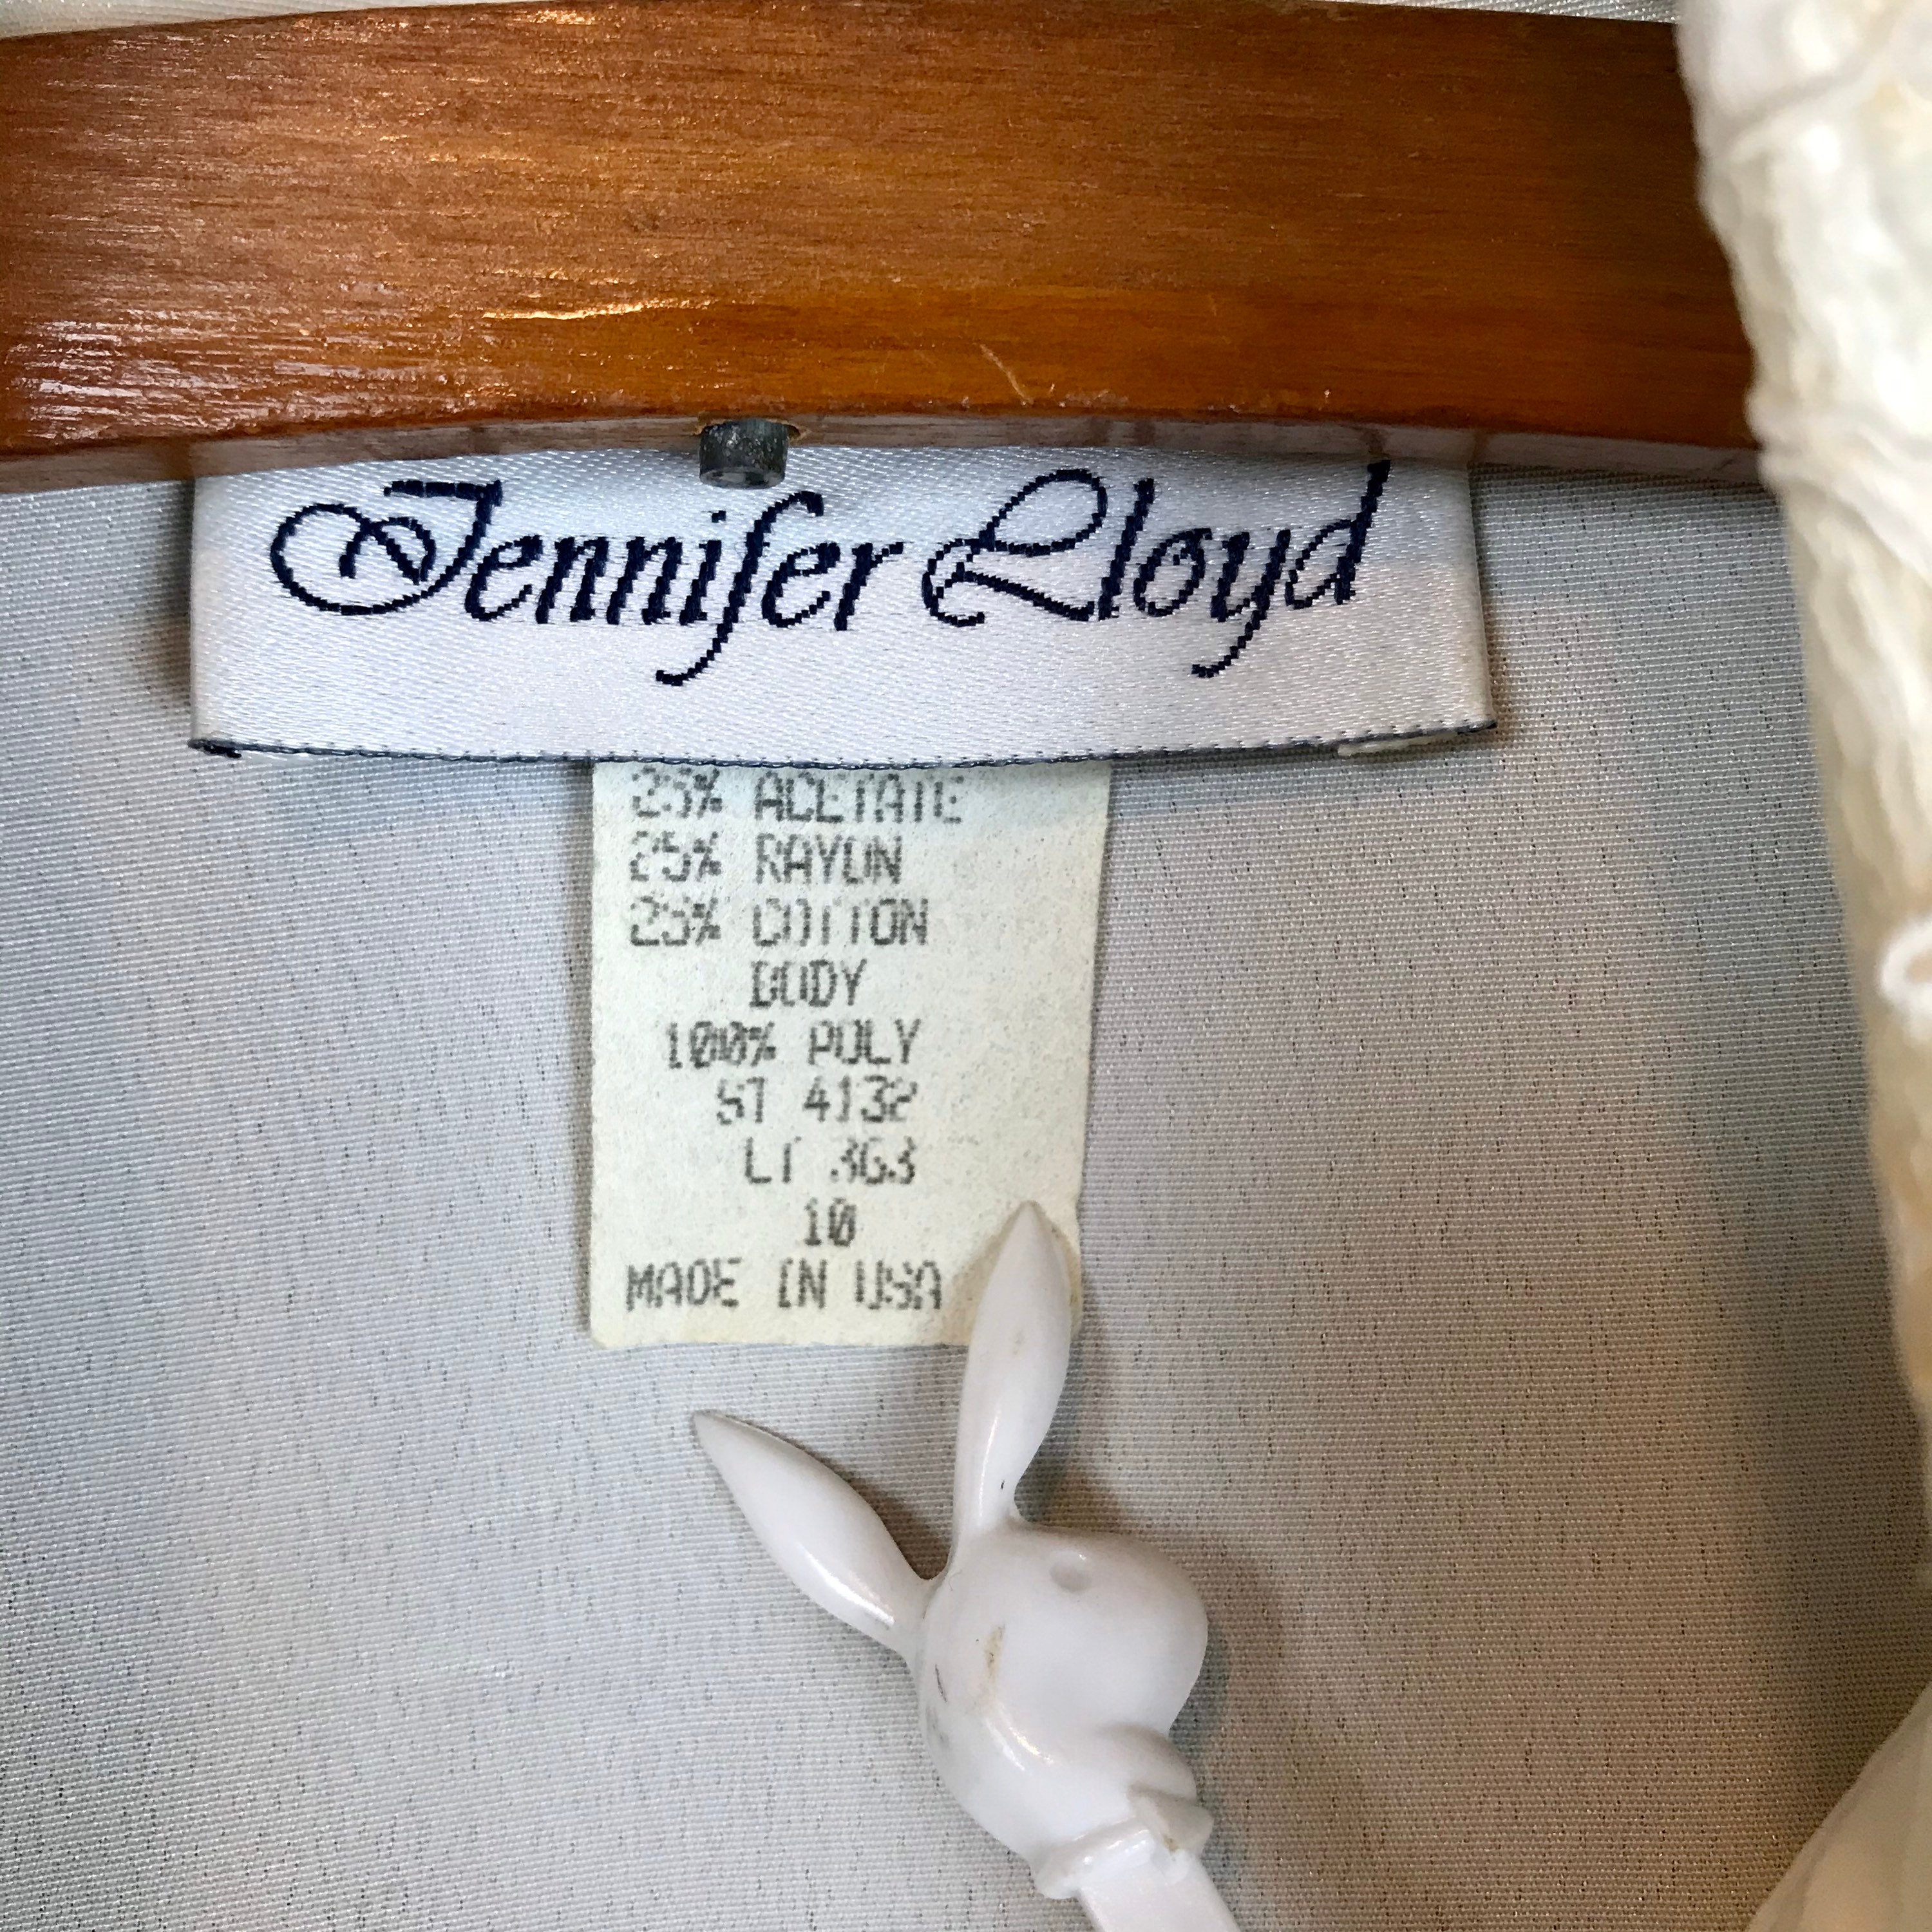 Jennifer Lloyd
25% ACETATE
25% RAYON
25% COTTON
BODY
100% POLY
ST 4132
LT 363
10
MADE IN USA